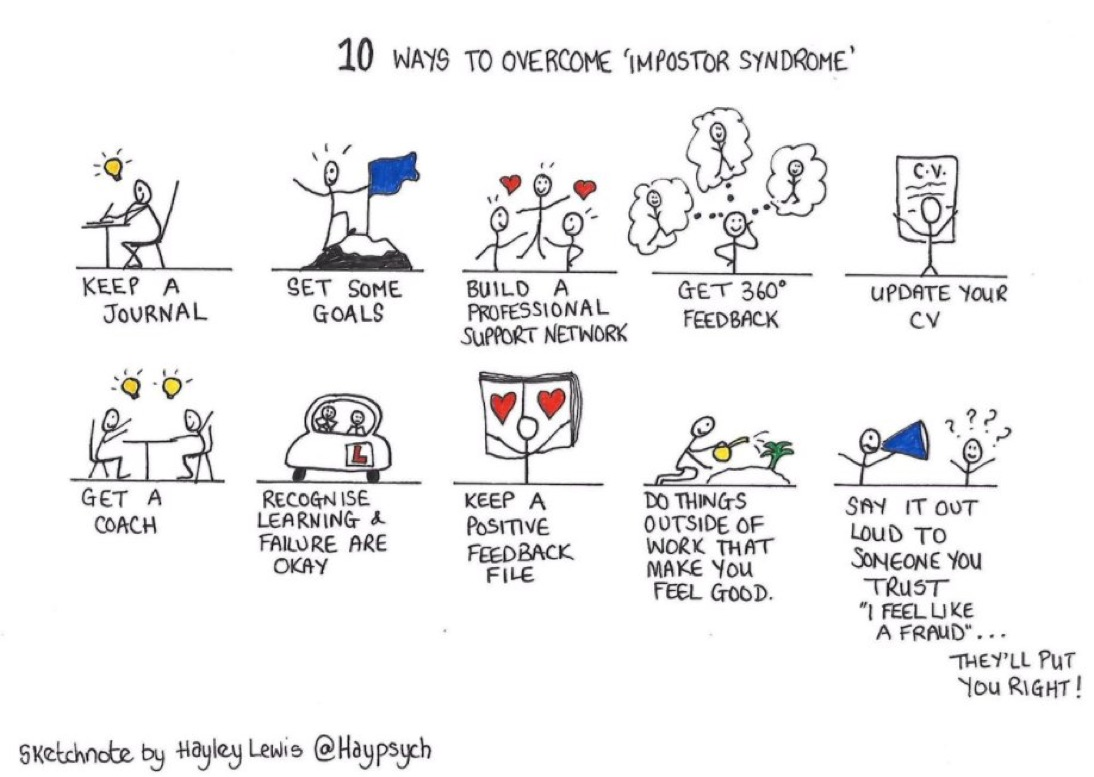 10 WAYS TO OVERCOME 'IMPOSTOR SYNDROME'
KEEP A
JOURNAL
SET SOME
GOALS
BUILD A
PROFESSIONAL
SUPPORT NETWORK
GET 360°
FEEDBACK
C.V.
UPDATE YOUR
CV
GET A
COACH
L
RECOGNISE
LEARNING &
FAILURE ARE
OKAY
KEEP A
POSITIVE
FEEDBACK
FILE
DO THINGS
OUTSIDE OF
WORK THAT
MAKE YOU
FEEL GOOD.
? ? ? ?
SAY IT OUT
LOUD TO
SOMEONE YOU
TRUST
"I FEEL LIKE
A FRAUD"...
THEY'LL PUT
YOU RIGHT!
Sketchnote by Hayley Lewis @Haypsych